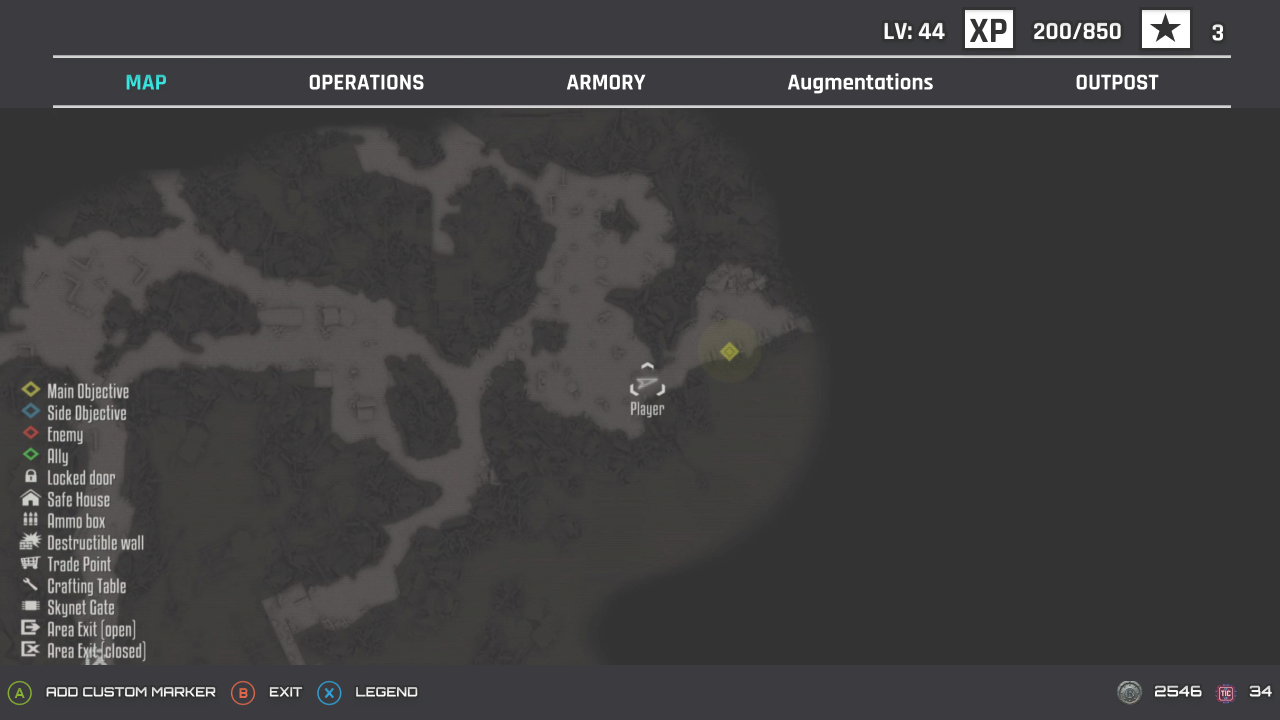 LV: 44 XP 200/850 3
MAP OPERATIONS ARMORY Augmentations OUTPOST
Player
Main Objective
Side Objective
Enemy
Ally
Locked door
Safe House
Ammo box
Destructible wall
Trade Point
Crafting Table
Skynet Gate
Area Exit (open)
Area Exit (closed)
A ADD CUSTOM MARKER B EXIT X LEGEND 2546 TIC 34